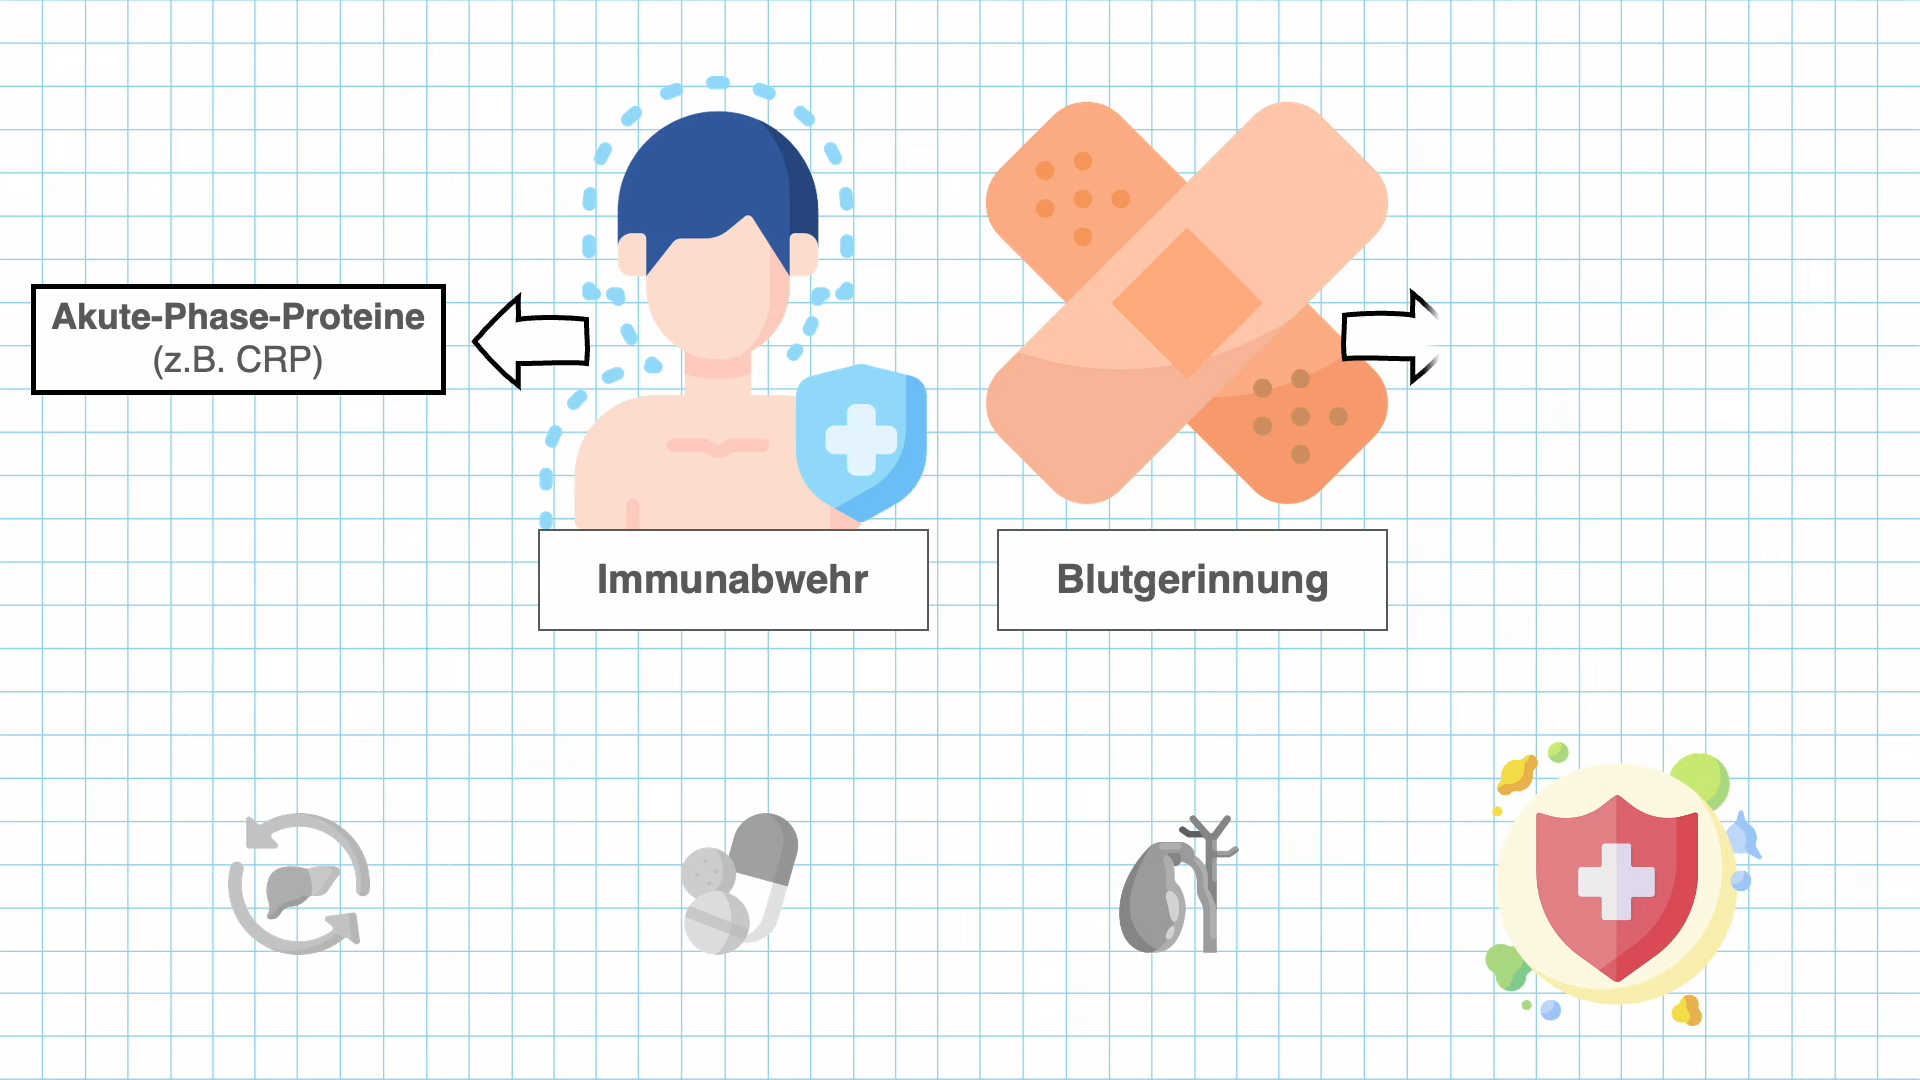 Akute-Phase-Proteine
(z.B. CRP)
Immunabwehr
Blutgerinnung